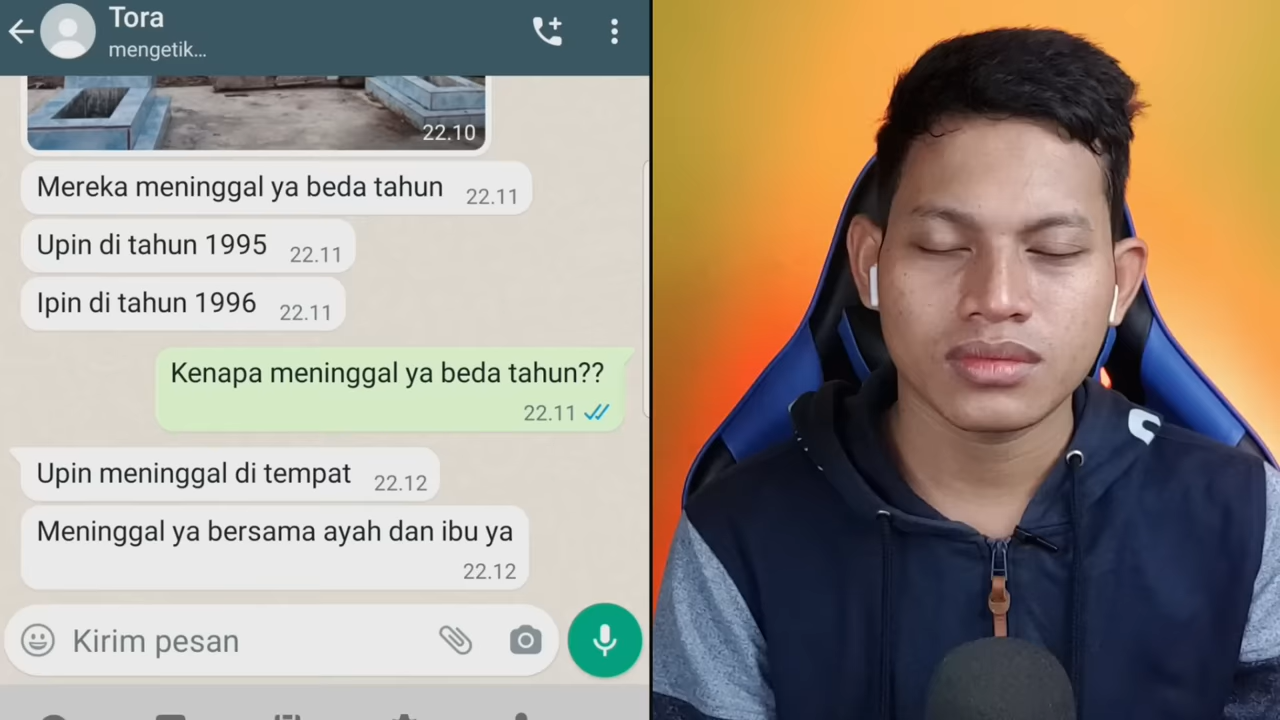 Tora
mengetik...
22.10
Mereka meninggal ya beda tahun 22.11
Upin di tahun 1995 22.11
Ipin di tahun 1996 22.11
Kenapa meninggal ya beda tahun??
22.11
Upin meninggal di tempat 22.12
Meninggal ya bersama ayah dan ibu ya
22.12
Kirim pesan